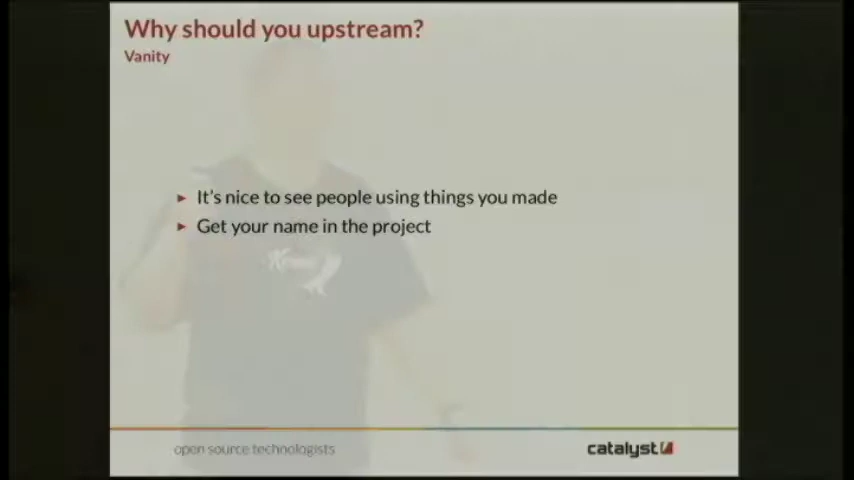 Why should you upstream?
Vanity
► It's nice to see people using things you made
► Get your name in the project
open source technologists
catalyst